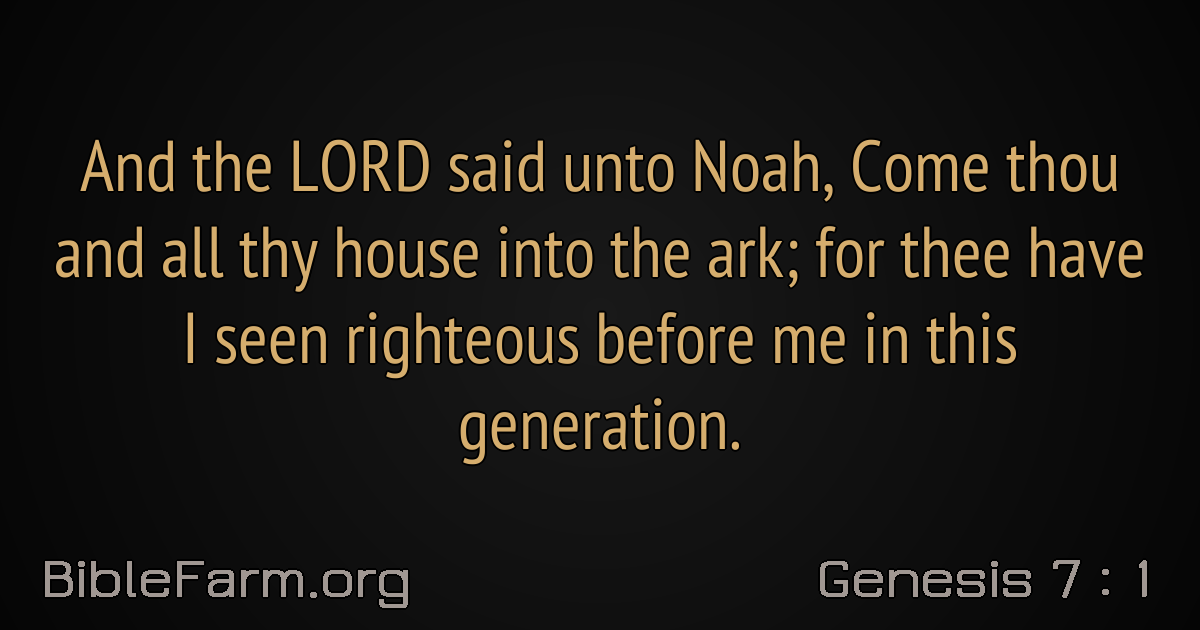 And the LORD said unto Noah, Come thou
and all thy house into the ark; for thee have
I seen righteous before me in this
generation.
BibleFarm.org
Genesis 7 : 1